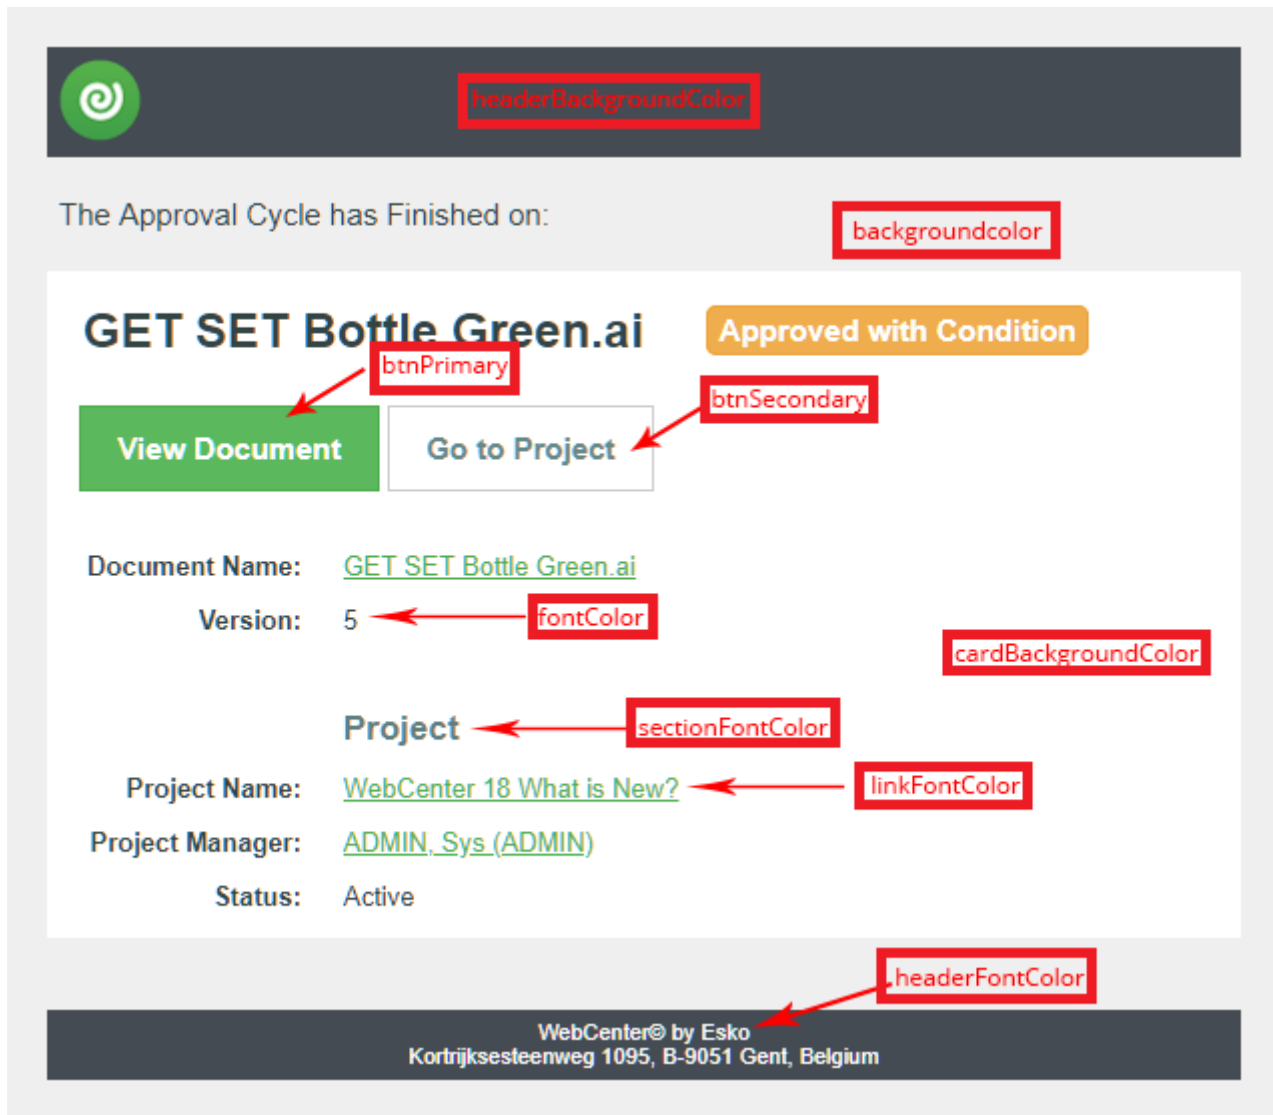 headerBackgroundColor
The Approval Cycle has Finished on:
backgroundcolor
GET SET Bottle Green.ai
Approved with Condition
btnPrimary
btnSecondary
View Document
Go to Project
Document Name: GET SET Bottle Green.ai
Version: 5
fontColor
cardBackgroundColor
Project
sectionFontColor
Project Name: WebCenter 18 What is New?
linkFontColor
Project Manager: ADMIN, Sys (ADMIN)
Status: Active
headerFontColor
WebCenter© by Esko
Kortrijksesteenweg 1095, B-9051 Gent, Belgium